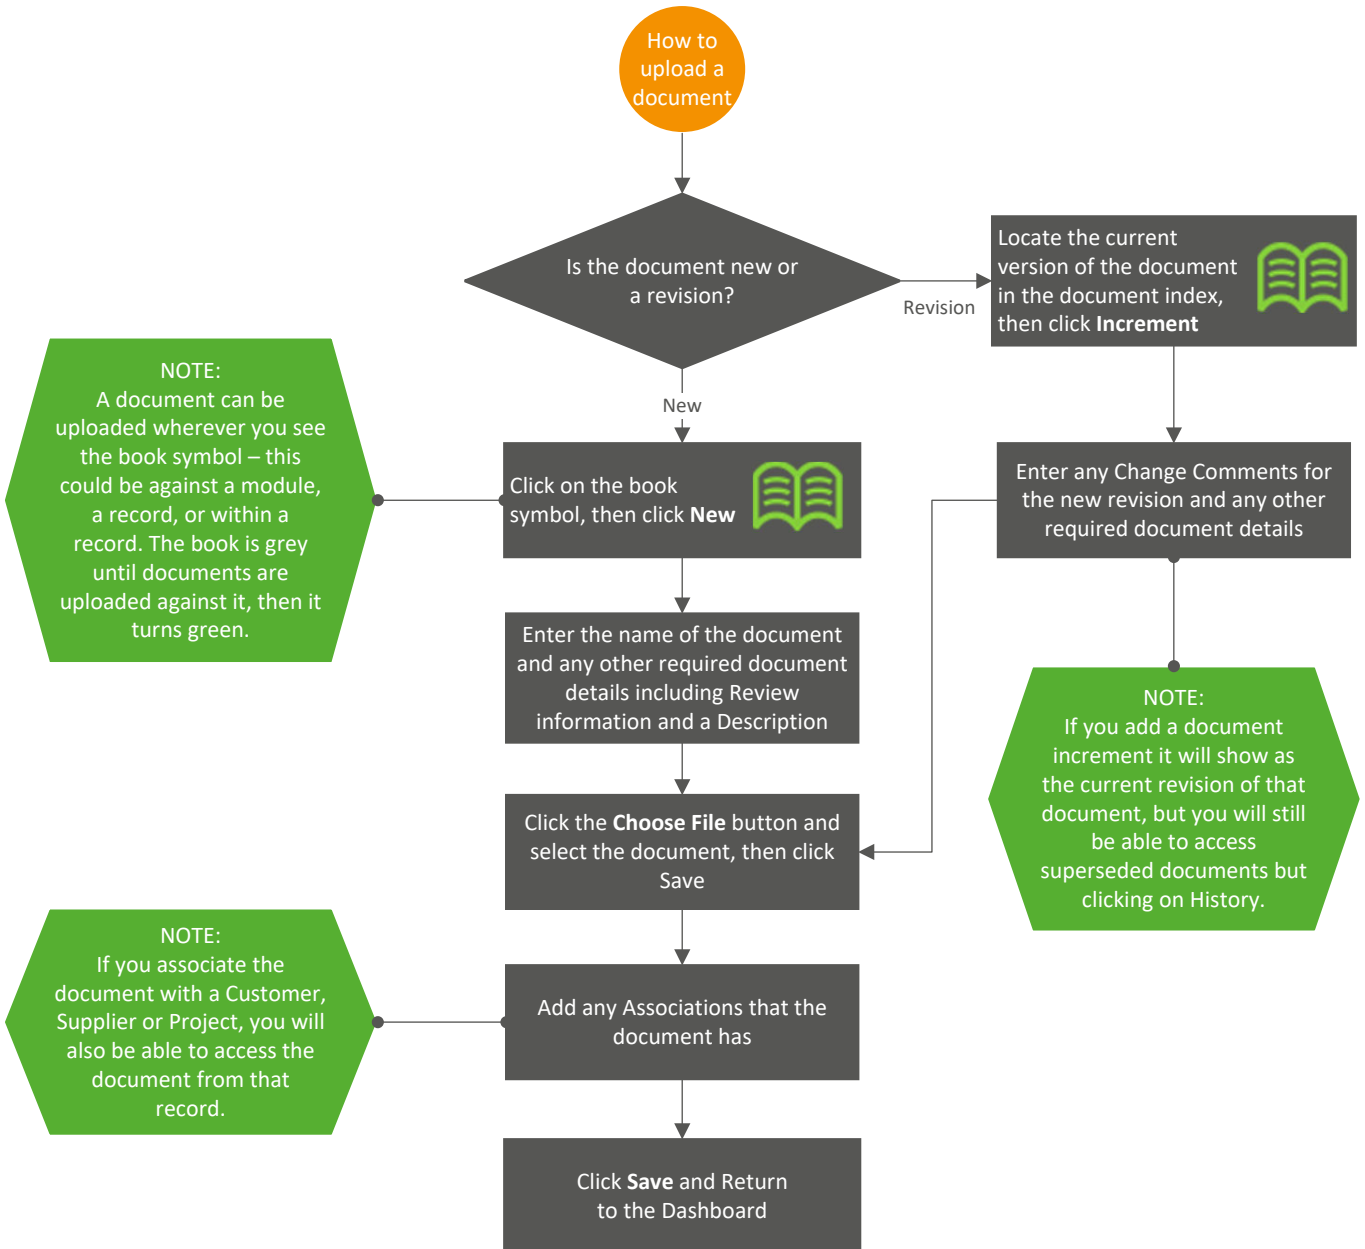 How to
upload a
document
Is the document new or
a revision?
Revision
Locate the current
version of the document
in the document index,
then click Increment
New
NOTE:
A document can be
uploaded wherever you see
the book symbol – this
could be against a module,
a record, or within a
record. The book is grey
until documents are
uploaded against it, then it
turns green.
Click on the book
symbol, then click New
Enter any Change Comments for
the new revision and any other
required document details
Enter the name of the document
and any other required document
details including Review
information and a Description
NOTE:
If you add a document
increment it will show as
the current revision of that
document, but you will still
be able to access
superseded documents but
clicking on History.
Click the Choose File button and
select the document, then click
Save
NOTE:
If you associate the
document with a Customer,
Supplier or Project, you will
also be able to access the
document from that
record.
Add any Associations that the
document has
Click Save and Return
to the Dashboard